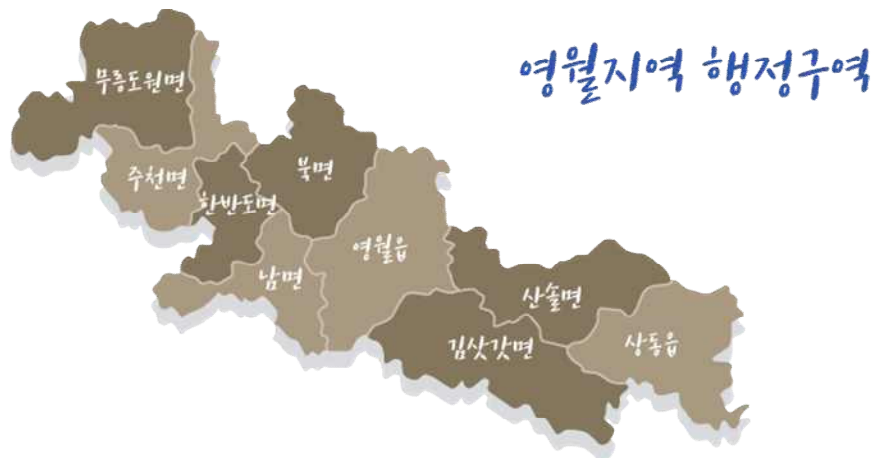 영월지역 행정구역
무릉도원면
주천면
한반도면
북면
영월읍
남면
산솔면
김삿갓면
상동읍